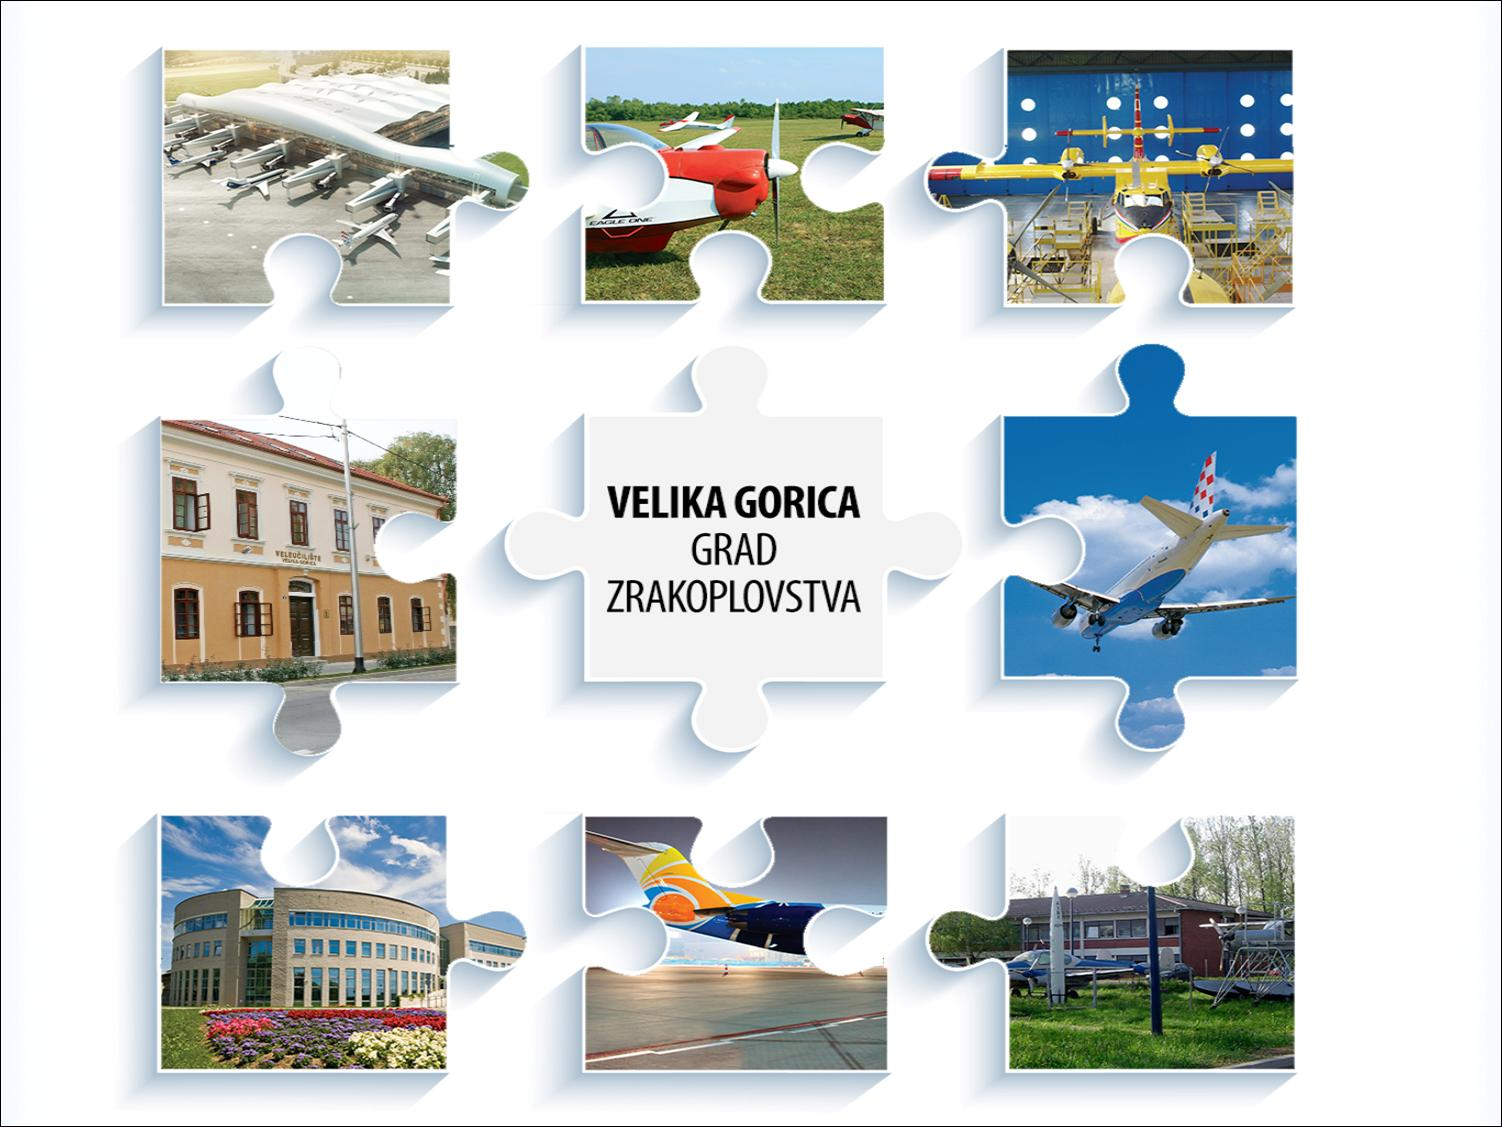 EAGLE ONE
VELEUČILIŠTE
VELIKA GORICA
VELIKA GORICA
GRAD
ZRAKOPLOVSTVA